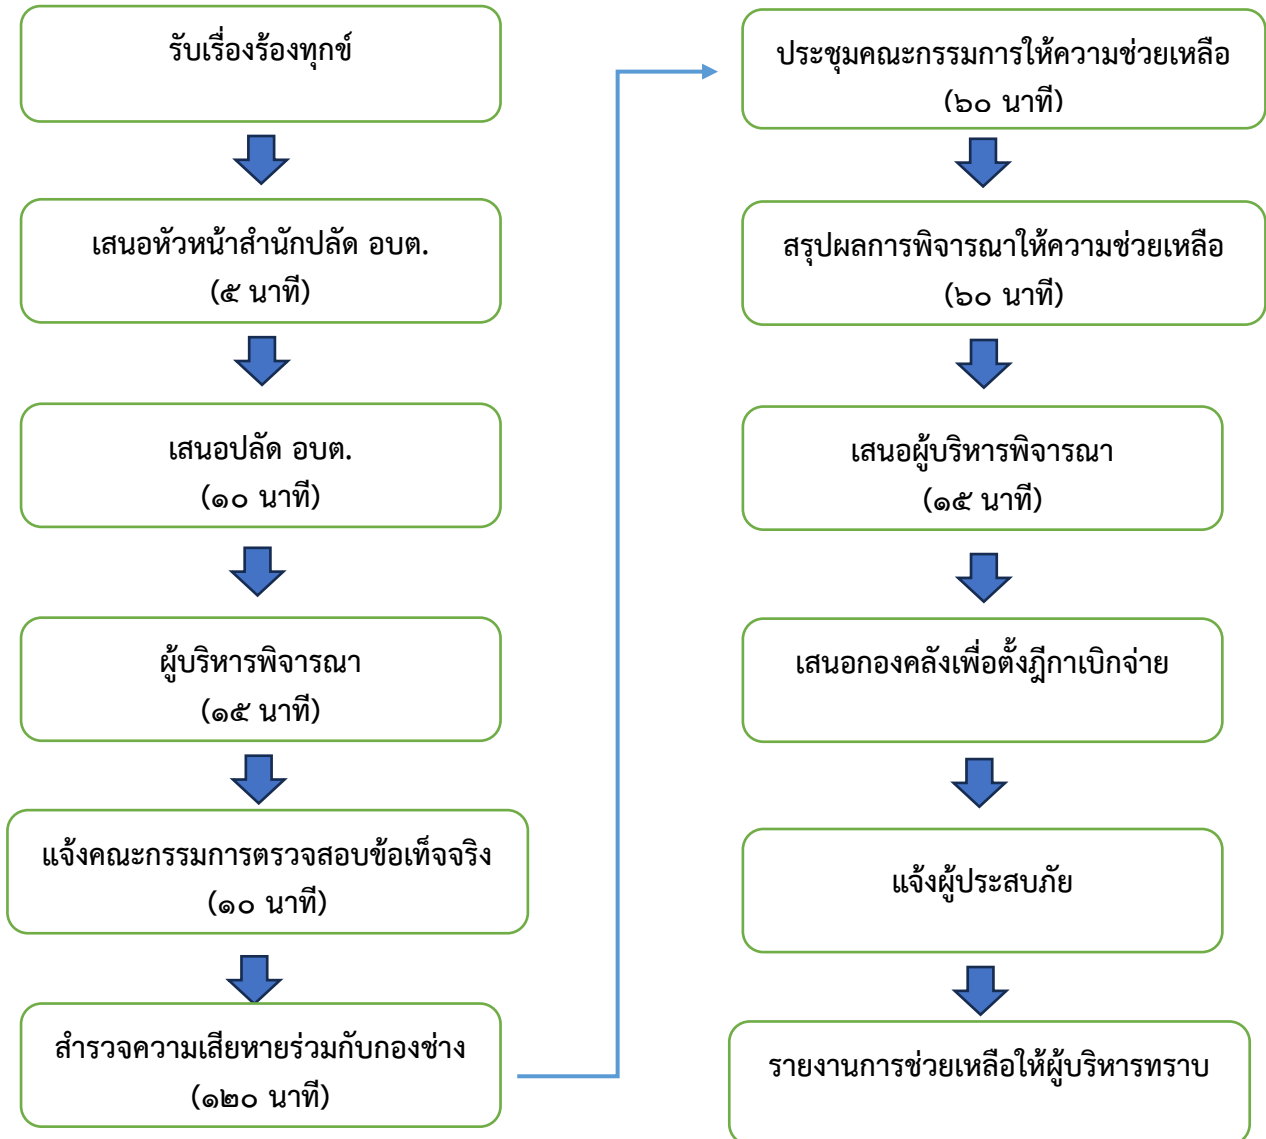 รับเรื่องร้องทุกข์
เสนอหัวหน้าสำนักปลัด อบต.
(๕ นาที)
เสนอปลัด อบต.
(๑๐ นาที)
ผู้บริหารพิจารณา
(๑๕ นาที)
แจ้งคณะกรรมการตรวจสอบข้อเท็จจริง
(๑๐ นาที)
สำรวจความเสียหายร่วมกับกองช่าง
(๑๒๐ นาที)
ประชุมคณะกรรมการให้ความช่วยเหลือ
(๖๐ นาที)
สรุปผลการพิจารณาให้ความช่วยเหลือ
(๖๐ นาที)
เสนอผู้บริหารพิจารณา
(๑๕ นาที)
เสนอกองคลังเพื่อตั้งฎีกาเบิกจ่าย
แจ้งผู้ประสบภัย
รายงานการช่วยเหลือให้ผู้บริหารทราบ